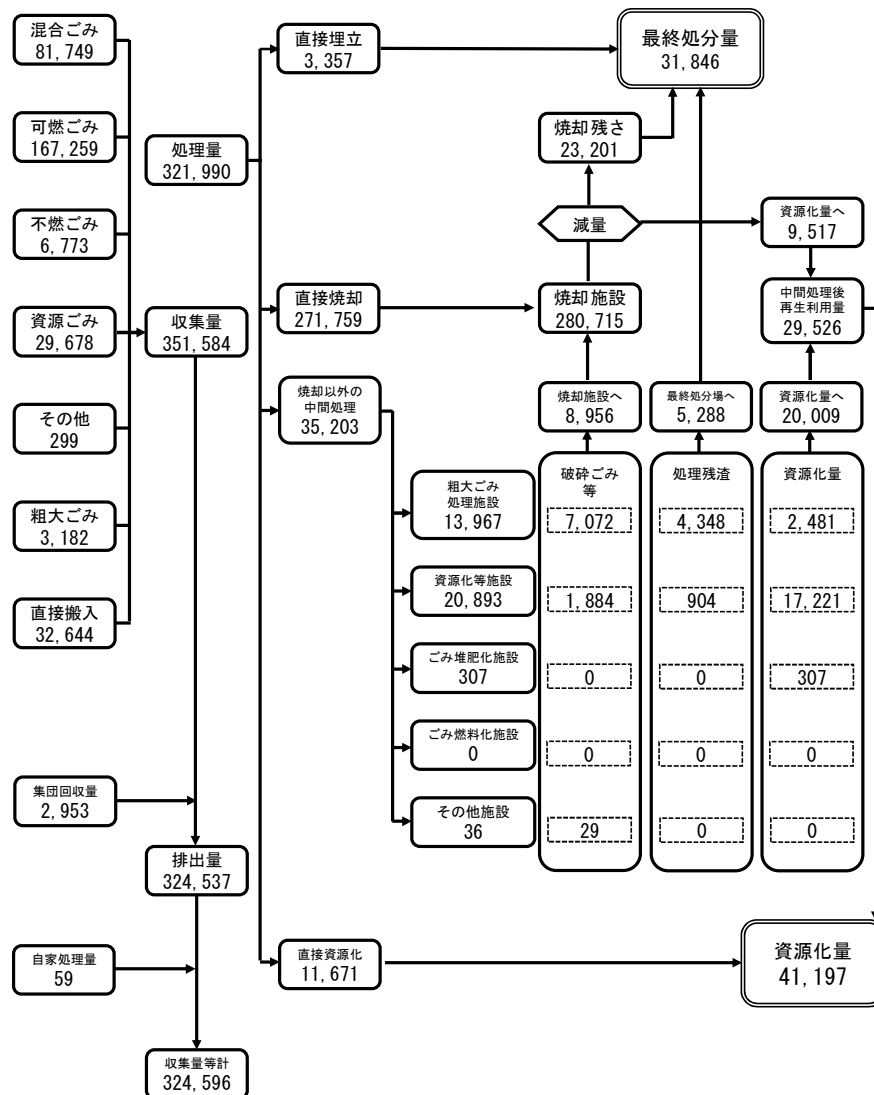 混合ごみ
81,749
可燃ごみ
167,259
不燃ごみ
6,773
資源ごみ
29,678
その他
299
粗大ごみ
3,182
直接搬入
32,644
集団回収量
2,953
自家処理量
59
処理量
321,990
収集量
351,584
排出量
324,537
収集量等計
324,596
直接埋立
3,357
直接焼却
271,759
焼却以外の
中間処理
35,203
直接資源化
11,671
粗大ごみ
処理施設
13,967
資源化等施設
20,893
ごみ堆肥化施設
307
ごみ燃料化施設
0
その他施設
36
最終処分量
31,846
焼却残さ
23,201
減量
資源化量へ
9,517
焼却施設
280,715
中間処理後
再生利用量
29,526
焼却施設へ
8,956
最終処分場へ
5,288
資源化量へ
20,009
破砕ごみ
等
7,072
1,884
0
0
29
処理残渣
4,348
904
0
0
0
資源化量
2,481
17,221
307
0
0
資源化量
41,197